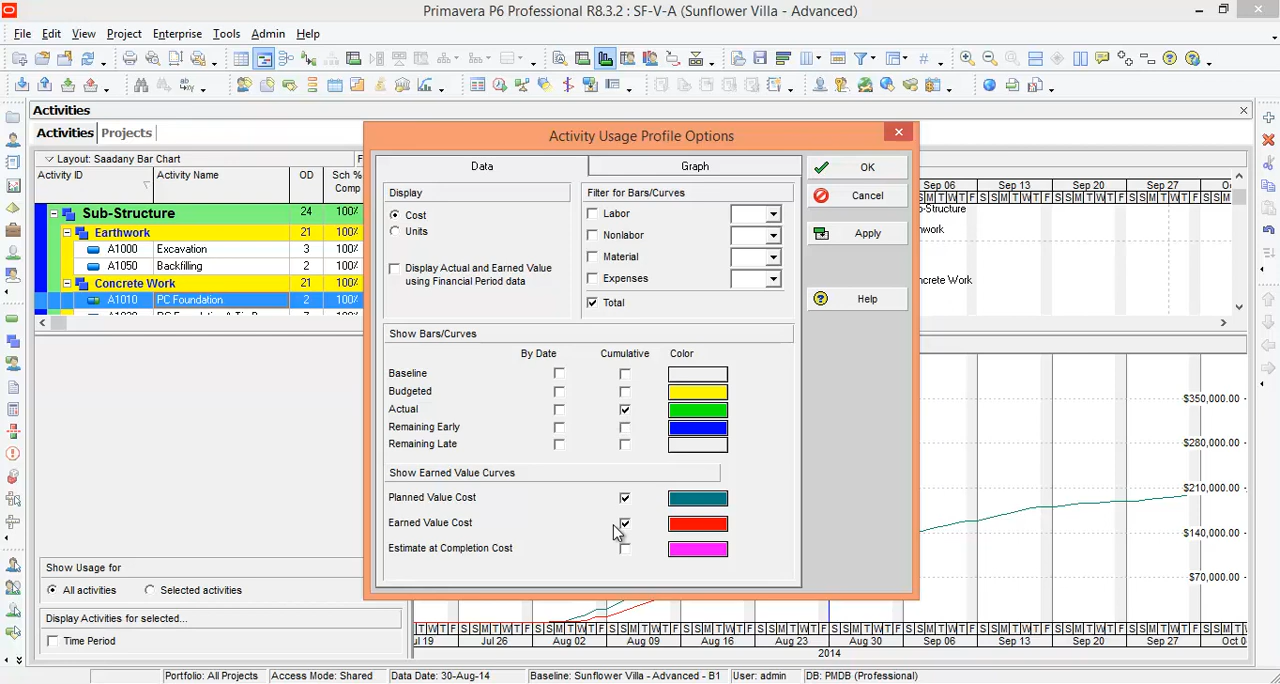 Primavera P6 Professional R8.3.2 : SF-V-A (Sunflower Villa - Advanced)
File Edit View Project Enterprise Tools Admin Help
Activities
Activities Projects
Layout: Saadany Bar Chart F
Activity ID Activity Name OD Sch %
Comp
Sub-Structure 24 100%
Earthwork 21 100%
A1000 Excavation 3 100%
A1050 Backfilling 2 100%
Concrete Work 21 100%
A1010 PC Foundation 2 100%
Sep 06 Sep 13 Sep 20 Sep 27
S M T W T F S S M T W T F S S M T W T F S S M T W T F S S M
-Structure
work
ncrete Work
Activity Usage Profile Options
Data Graph
OK
Cancel
Apply
Help
Display
Cost
Units
Display Actual and Earned Value
using Financial Period data
Filter for Bars/Curves
Labor
Nonlabor
Material
Expenses
Total
Show Bars/Curves
By Date Cumulative Color
Baseline
Budgeted
Actual
Remaining Early
Remaining Late
Show Earned Value Curves
Planned Value Cost
Earned Value Cost
Estimate at Completion Cost
$350,000.00
$280,000.00
$210,000.00
$140,000.00
$70,000.00
Show Usage for
All activities Selected activities
Display Activities for selected...
Time Period
ul 19 Jul 26 Aug 02 Aug 09 Aug 16 Aug 23 Aug 30 Sep 06 Sep 13 Sep 20 Sep 27 Oct 0
2014
Portfolio: All Projects Access Mode: Shared Data Date: 30-Aug-14 Baseline: Sunflower Villa - Advanced - B1 User: admin DB: PMDB (Professional)